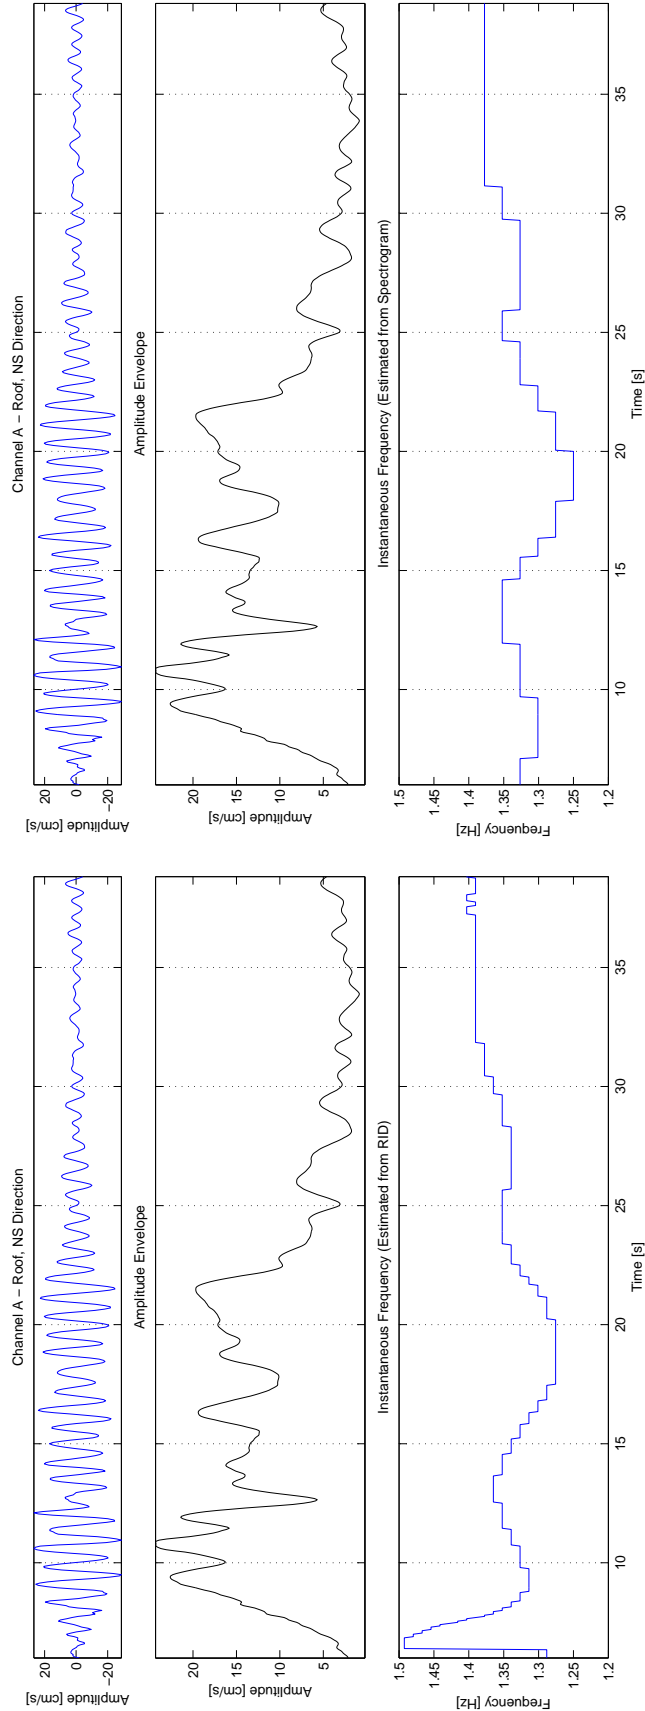 Channel A − Roof, NS Direction
20
0
−20
Amplitude [cm/s]
Amplitude Envelope
20
15
10
5
Amplitude [cm/s]
Instantaneous Frequency (Estimated from RID)
1.5
1.45
1.4
1.35
1.3
1.25
1.2
Frequency [Hz]
10 15 20 25 30 35
Time [s]
Channel A − Roof, NS Direction
20
0
−20
Amplitude [cm/s]
Amplitude Envelope
20
15
10
5
Amplitude [cm/s]
Instantaneous Frequency (Estimated from Spectrogram)
1.5
1.45
1.4
1.35
1.3
1.25
1.2
Frequency [Hz]
10 15 20 25 30 35
Time [s]